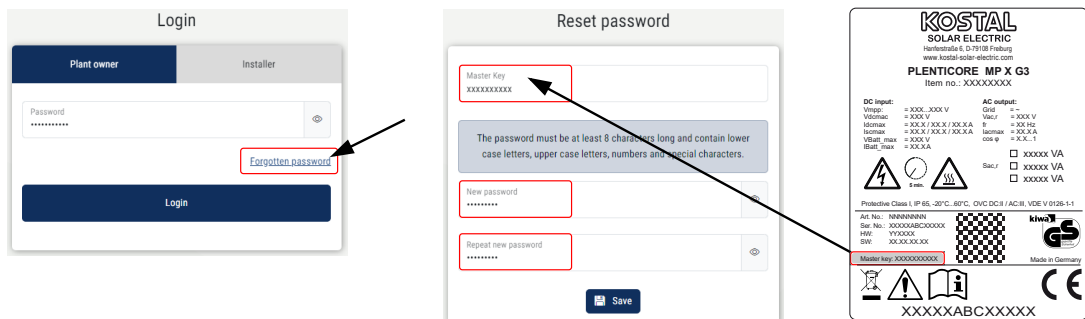 Login
Plant owner
Installer
Password
•••••••••••
Forgotten password
Login
Reset password
Master Key
xxxxxxxxxx
The password must be at least 8 characters long and contain lower
case letters, upper case letters, numbers and special characters.
New password
•••••••••
Repeat new password
•••••••••
Save
KOSTAL
SOLAR ELECTRIC
Hanferstraße 6, D-79108 Freiburg
www.kostal-solar-electric.com
PLENTICORE MP X G3
Item no.: XXXXXXXX
DC input:
Vmpp: = XXX...XXX V
Vdcmac = XXX V
Idcmax = XX.X / XX.X / XX.X A
Iscmax = XX.X / XX.X / XX.X A
VBatt_max = XXX V
IBatt_max = XX.X A
AC output:
Grid = ~
Vac,r = XXX V
fr = XX Hz
Iacmax = XX.X A
cos φ = X.X...1
Sac,r
xxxxx VA
xxxxx VA
xxxxx VA
5 min.
Protective Class I, IP 65, -20°C..60°C, OVC DC:II / AC:III, VDE V 0126-1-1
Art. No.: NNNNNNNN
Ser. No.: XXXXXABCXXXXX
HW: YYXXXX
SW: XX.XX.XX.XX
Master key: XXXXXXXXXX
kiwa
GS
Made in Germany
i
CE
XXXXXABCXXXXX